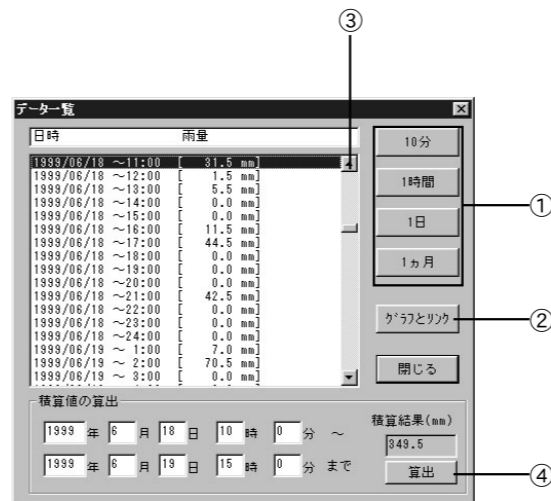 ③
データ一覧
日時 雨量
10分
1999/06/18 ～11:00 [ 31.5 mm]
1999/06/18 ～12:00 [ 1.5 mm]
1999/06/18 ～13:00 [ 5.5 mm]
1999/06/18 ～14:00 [ 0.0 mm]
1999/06/18 ～15:00 [ 0.0 mm]
1999/06/18 ～16:00 [ 11.5 mm]
1999/06/18 ～17:00 [ 44.5 mm]
1999/06/18 ～18:00 [ 0.0 mm]
1999/06/18 ～19:00 [ 0.0 mm]
1999/06/18 ～20:00 [ 0.0 mm]
1999/06/18 ～21:00 [ 42.5 mm]
1999/06/18 ～22:00 [ 0.0 mm]
1999/06/18 ～23:00 [ 0.0 mm]
1999/06/18 ～24:00 [ 0.0 mm]
1999/06/19 ～ 1:00 [ 7.0 mm]
1999/06/19 ～ 2:00 [ 70.5 mm]
1999/06/19 ～ 3:00 [ 0.0 mm]
1時間
①
1日
1ヵ月
ｸﾞﾗﾌとﾘﾝｸ
②
閉じる
積算値の算出
1999 年 6 月 18 日 10 時 0 分 ～
1999 年 6 月 19 日 15 時 0 分 まで
積算結果(mm)
349.5
算出
④